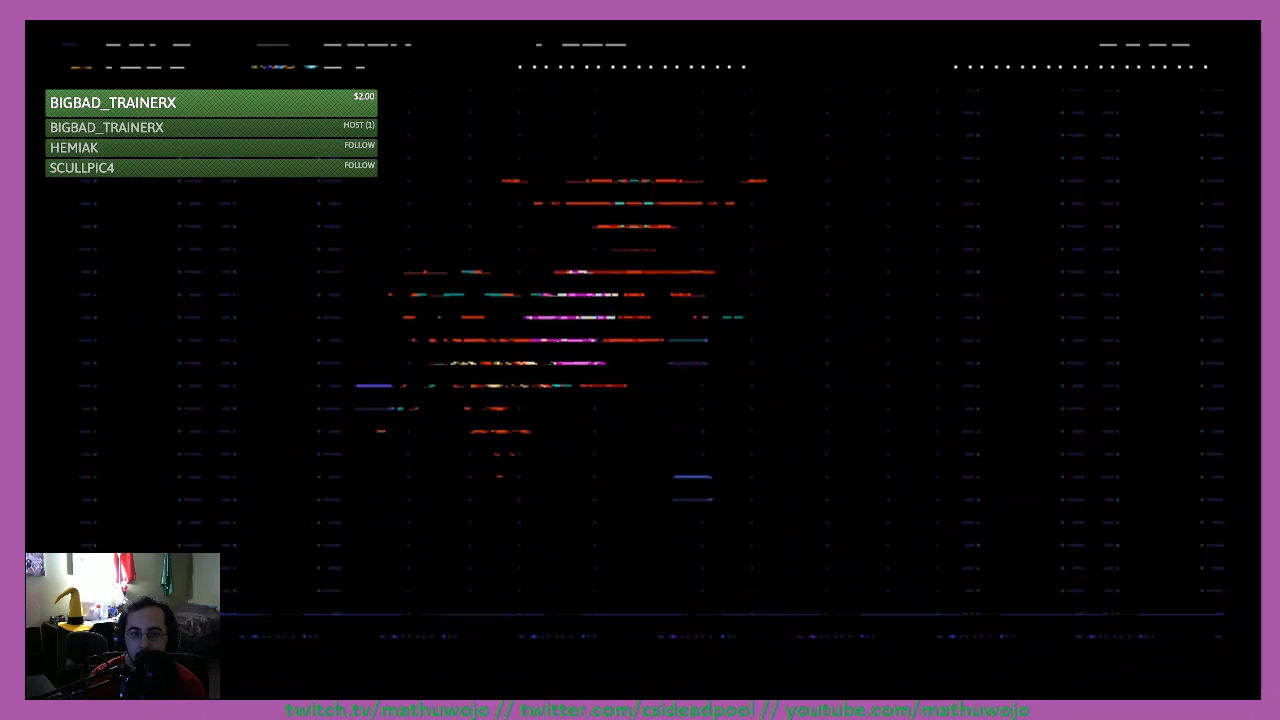 BIGBAD_TRAINERX $2.00
BIGBAD_TRAINERX HOST (1)
HEMIAK FOLLOW
SCULLPIC4 FOLLOW
twitch.tv/mathuwojo // twitter.com/csideadpool // youtube.com/mathuwojo